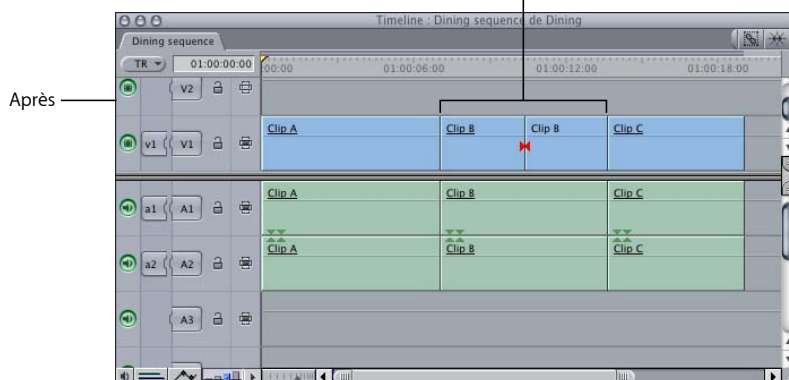 Timeline : Dining sequence de Dining
Dining sequence
TR 01:00:00:00 00:00 01:00:06:00 01:00:12:00 01:00:18:00
Après
V2
v1 V1 Clip A Clip B Clip B Clip C
a1 A1 Clip A Clip B Clip C
a2 A2 Clip A Clip B Clip C
A3